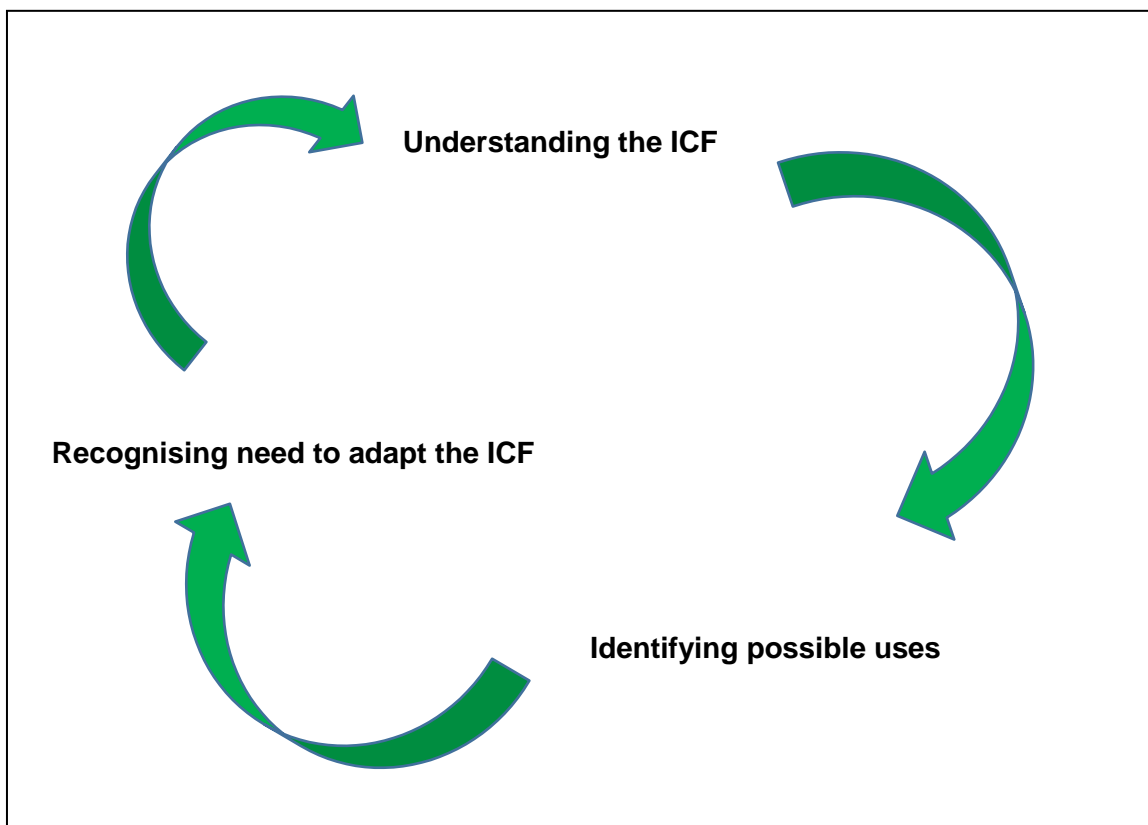 Understanding the ICF
Recognising need to adapt the ICF
Identifying possible uses